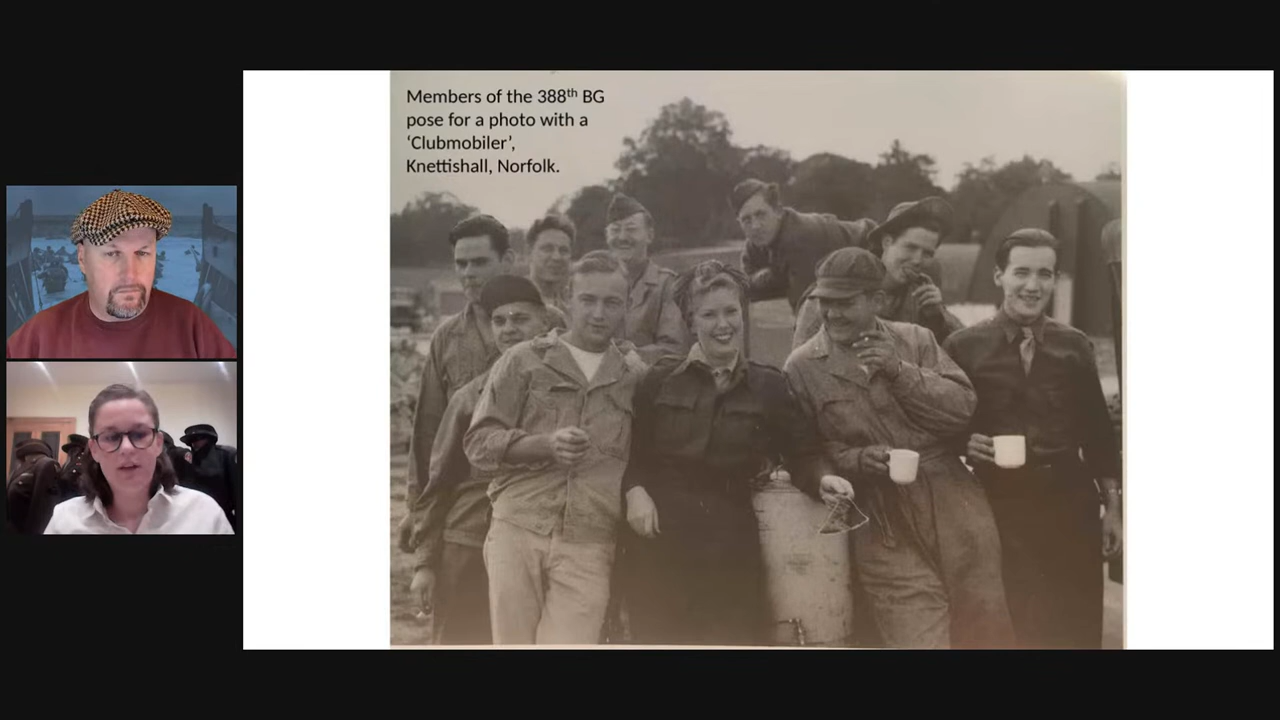 Members of the 388th BG
pose for a photo with a
‘Clubmobiler’,
Knettishall, Norfolk.